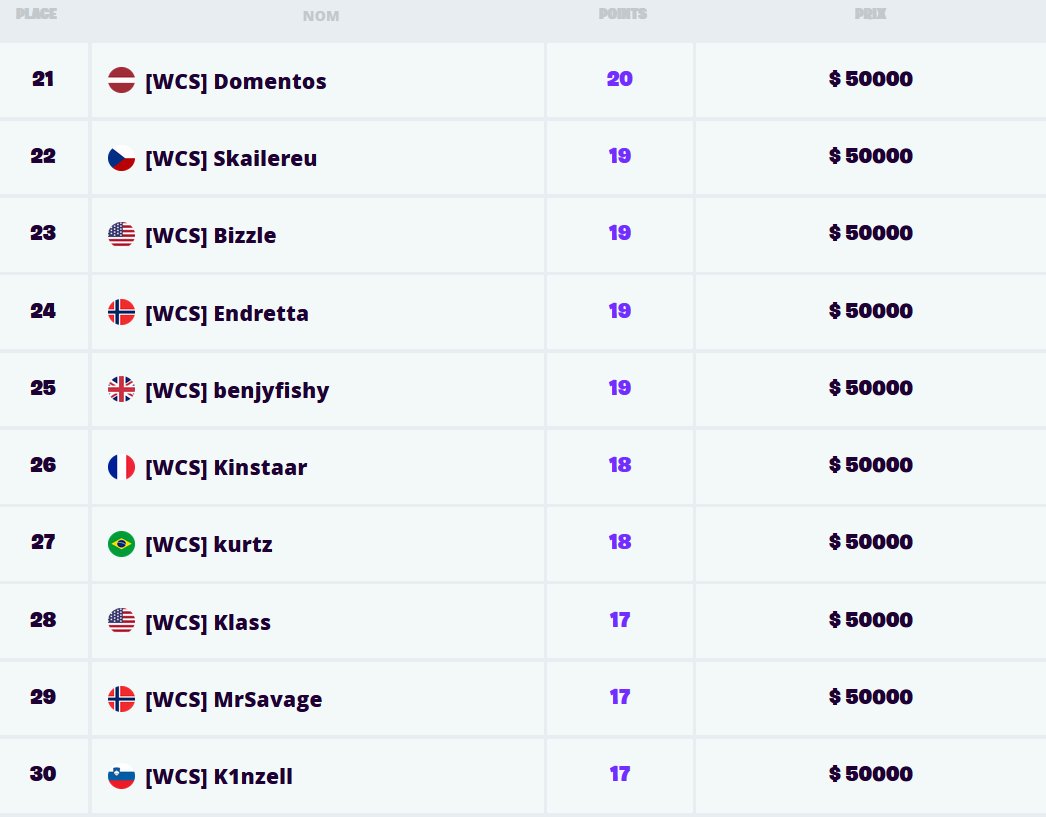 PLACE NOM POINTS PRIX
21 [WCS] Domentos 20 $ 50000
22 [WCS] Skailereu 19 $ 50000
23 [WCS] Bizzle 19 $ 50000
24 [WCS] Endretta 19 $ 50000
25 [WCS] benjyfishy 19 $ 50000
26 [WCS] Kinstaar 18 $ 50000
27 [WCS] kurtz 18 $ 50000
28 [WCS] Klass 17 $ 50000
29 [WCS] MrSavage 17 $ 50000
30 [WCS] K1nzell 17 $ 50000